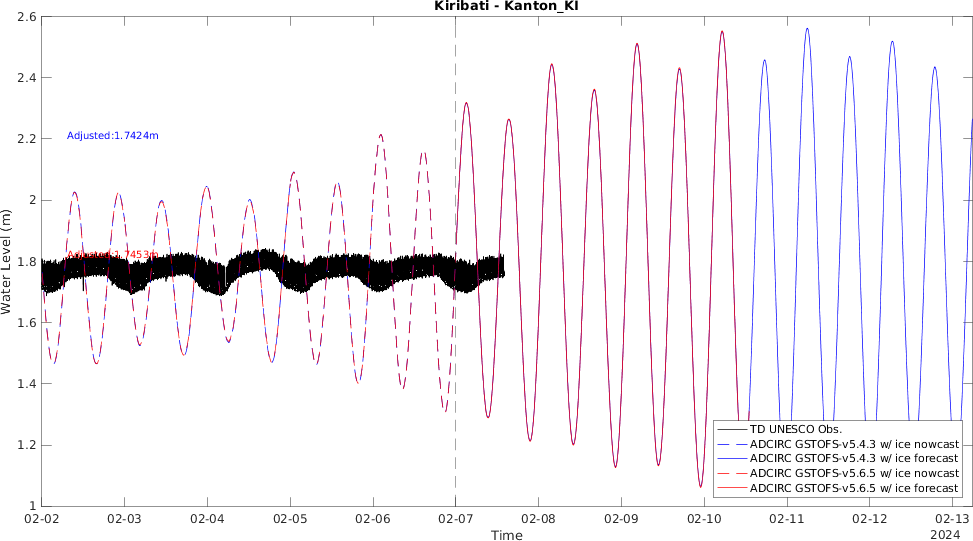 Kiribati - Kanton_KI
2.6
2.4
2.2
2
1.8
1.6
1.4
1.2
1
Water Level (m)
Adjusted:1.7424m
Adjusted:1.7453m
TD UNESCO Obs.
ADCIRC GSTOFS-v5.4.3 w/ ice nowcast
ADCIRC GSTOFS-v5.4.3 w/ ice forecast
ADCIRC GSTOFS-v5.6.5 w/ ice nowcast
ADCIRC GSTOFS-v5.6.5 w/ ice forecast
02-02 02-03 02-04 02-05 02-06 02-07 02-08 02-09 02-10 02-11 02-12 02-13
Time
2024